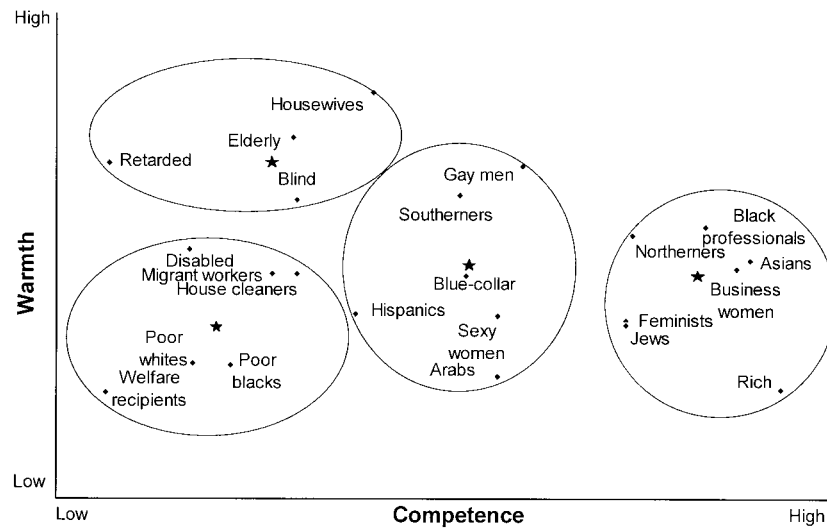 High
Housewives
Elderly
Retarded
Blind
Gay men
Southerners
Black
professionals
Northerners
Asians
Disabled
Migrant workers
House cleaners
Blue-collar
Business
women
Hispanics
Sexy
women
Feminists
Jews
Poor
whites
Poor
blacks
Welfare
recipients
Arabs
Rich
Warmth
Low
Low
Competence
High